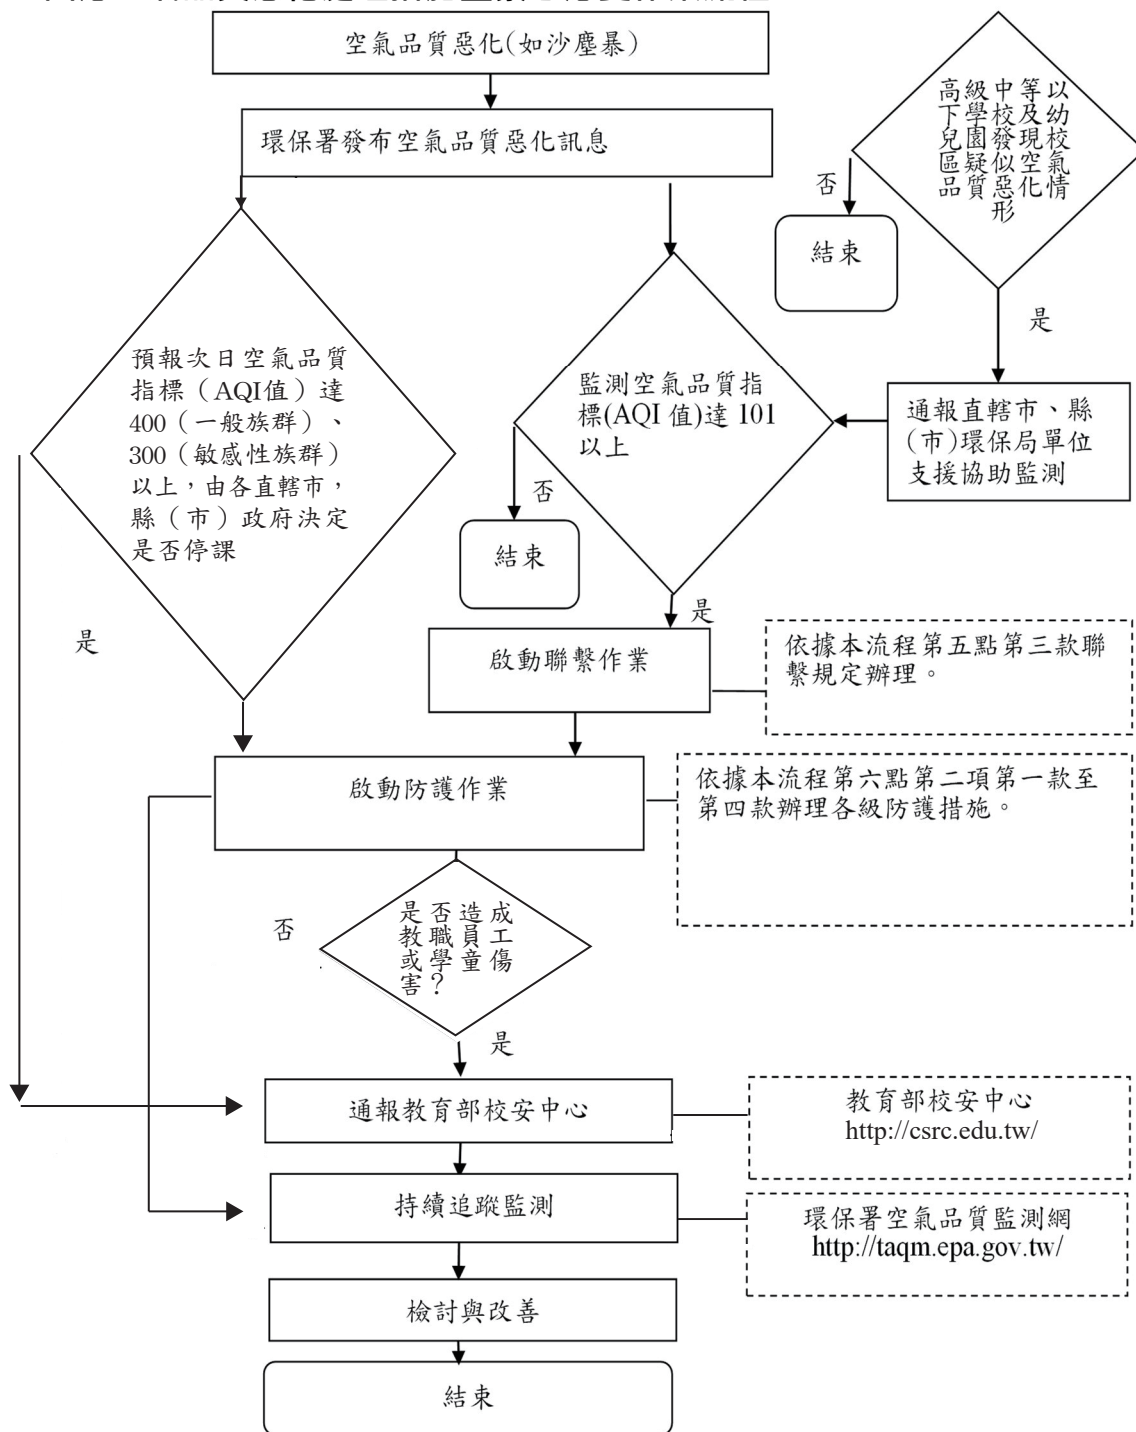 空氣品質惡化(如沙塵暴)
環保署發布空氣品質惡化訊息
高級中等以
下學校及幼
兒園發現校
區疑似空氣
品質惡化情
形
否
結束
是
預報次日空氣品質
指標（AQI值）達
400（一般族群）、
300（敏感性族群）
以上，由各直轄市，
縣（市）政府決定
是否停課
監測空氣品質指
標(AQI 值)達 101
以上
通報直轄市、縣
(市)環保局單位
支援協助監測
否
結束
是
是
啟動聯繫作業
依據本流程第五點第三款聯
繫規定辦理。
啟動防護作業
依據本流程第六點第二項第一款至
第四款辦理各級防護措施。
否
是否造成
教職員工
或學童傷
害？
是
通報教育部校安中心
教育部校安中心
http://csrc.edu.tw/
持續追蹤監測
環保署空氣品質監測網
http://taqm.epa.gov.tw/
檢討與改善
結束